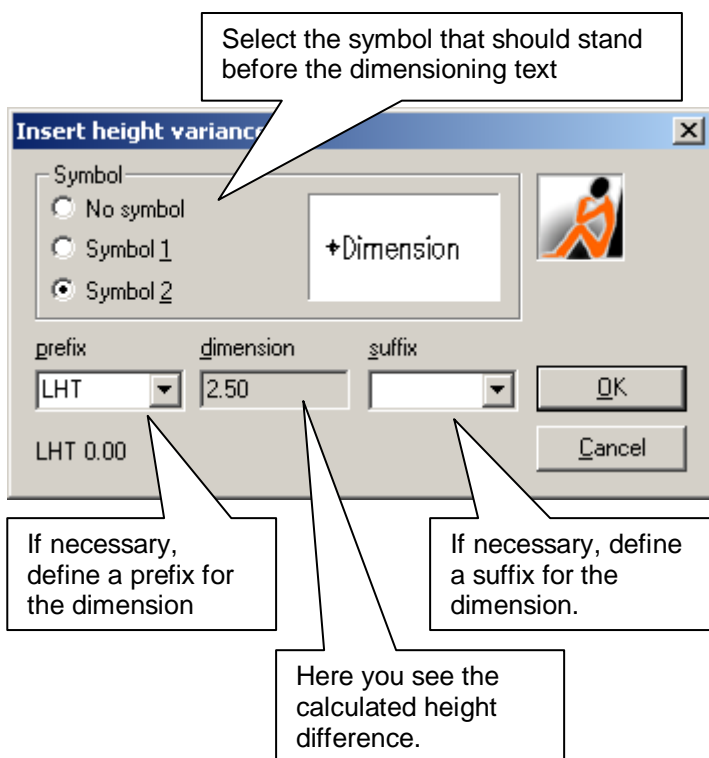 Select the symbol that should stand
before the dimensioning text
Insert height variance
Symbol
No symbol
Symbol 1
Symbol 2
+Dimension
prefix
dimension
suffix
LHT
2.50
OK
LHT 0.00
Cancel
If necessary,
define a prefix for
the dimension
If necessary, define
a suffix for the
dimension.
Here you see the
calculated height
difference.